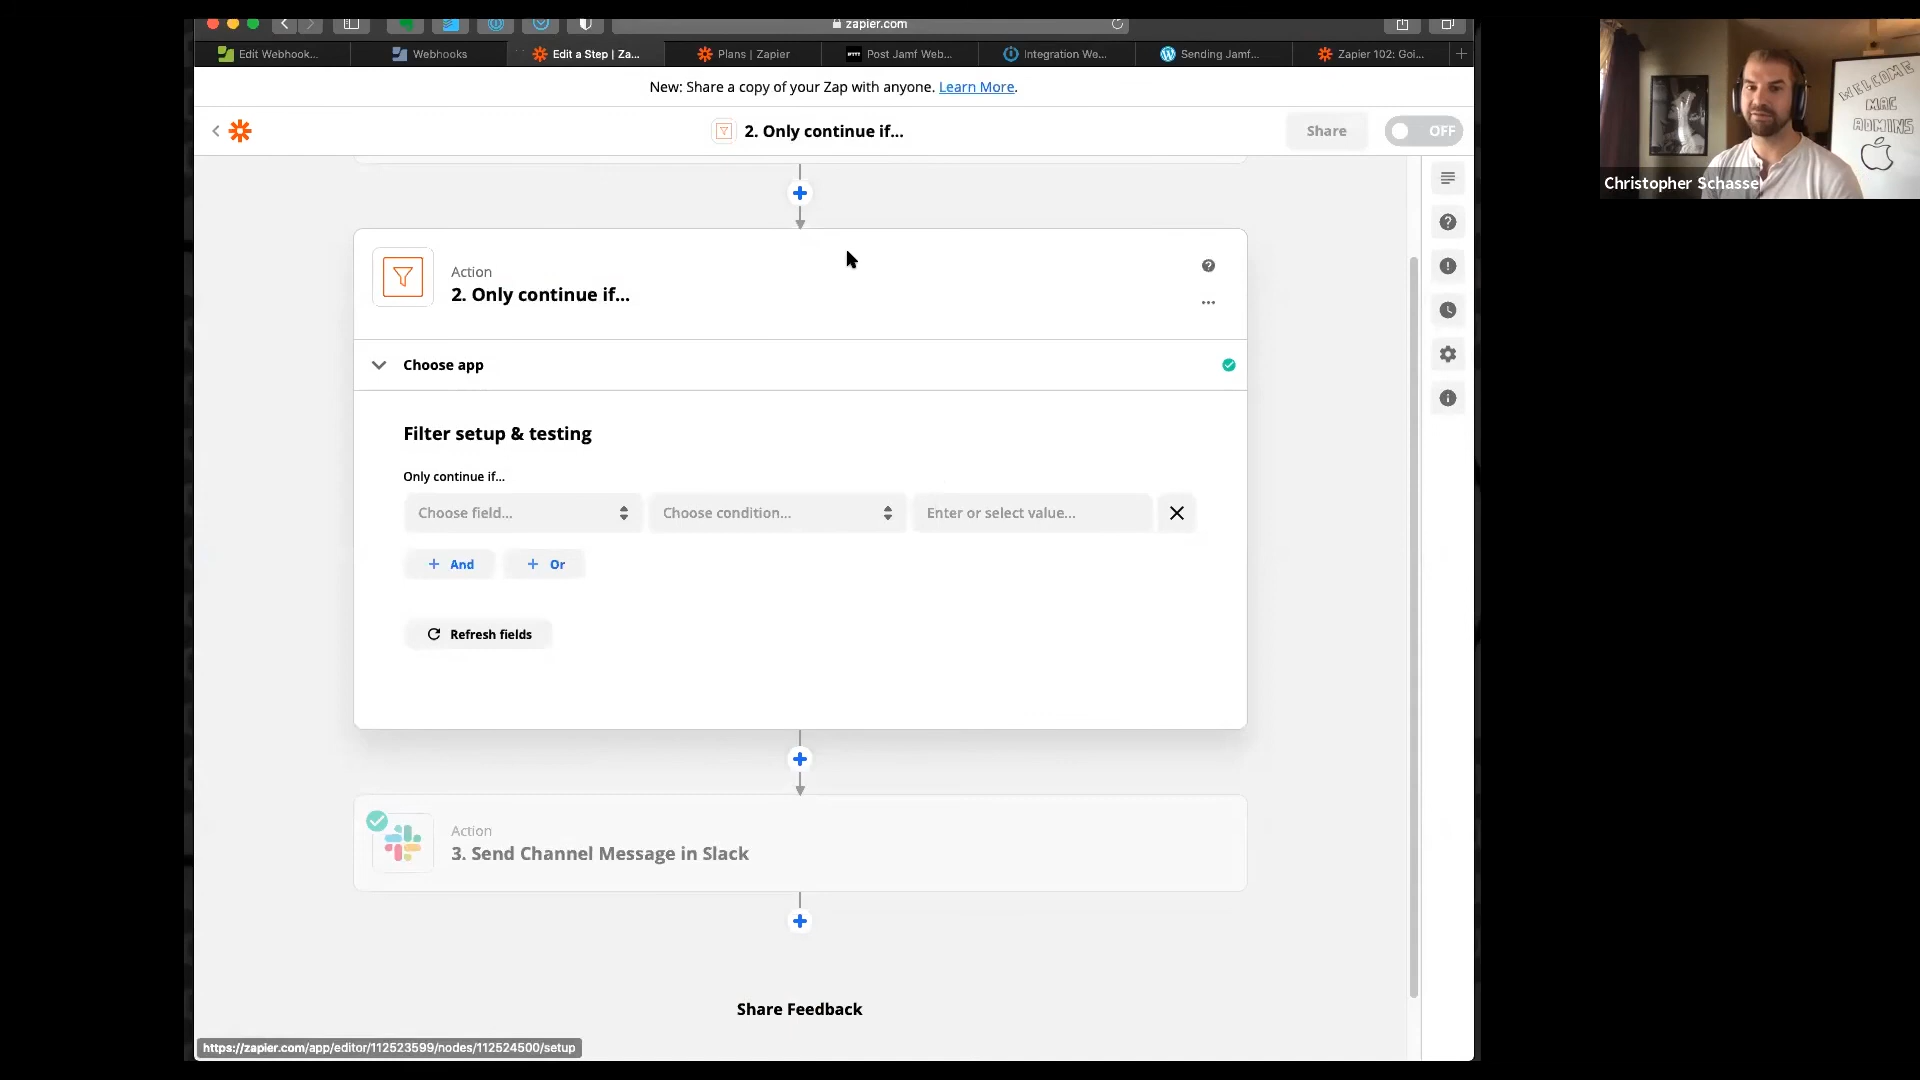 zapier.com
Edit Webhook...
Webhooks
Edit a Step | Za...
Plans | Zapier
Post Jamf Web...
Integration We...
Sending Jamf...
Zapier 102: Goi...
New: Share a copy of your Zap with anyone. Learn More.
2. Only continue if...
Share
OFF
Action
2. Only continue if...
Choose app
Filter setup & testing
Only continue if...
Choose field...
Choose condition...
Enter or select value...
+ And
+ Or
Refresh fields
Action
3. Send Channel Message in Slack
Share Feedback
https://zapier.com/app/editor/112523599/nodes/112524500/setup
WELCOME
MAC
ADMINS
Christopher Schasse